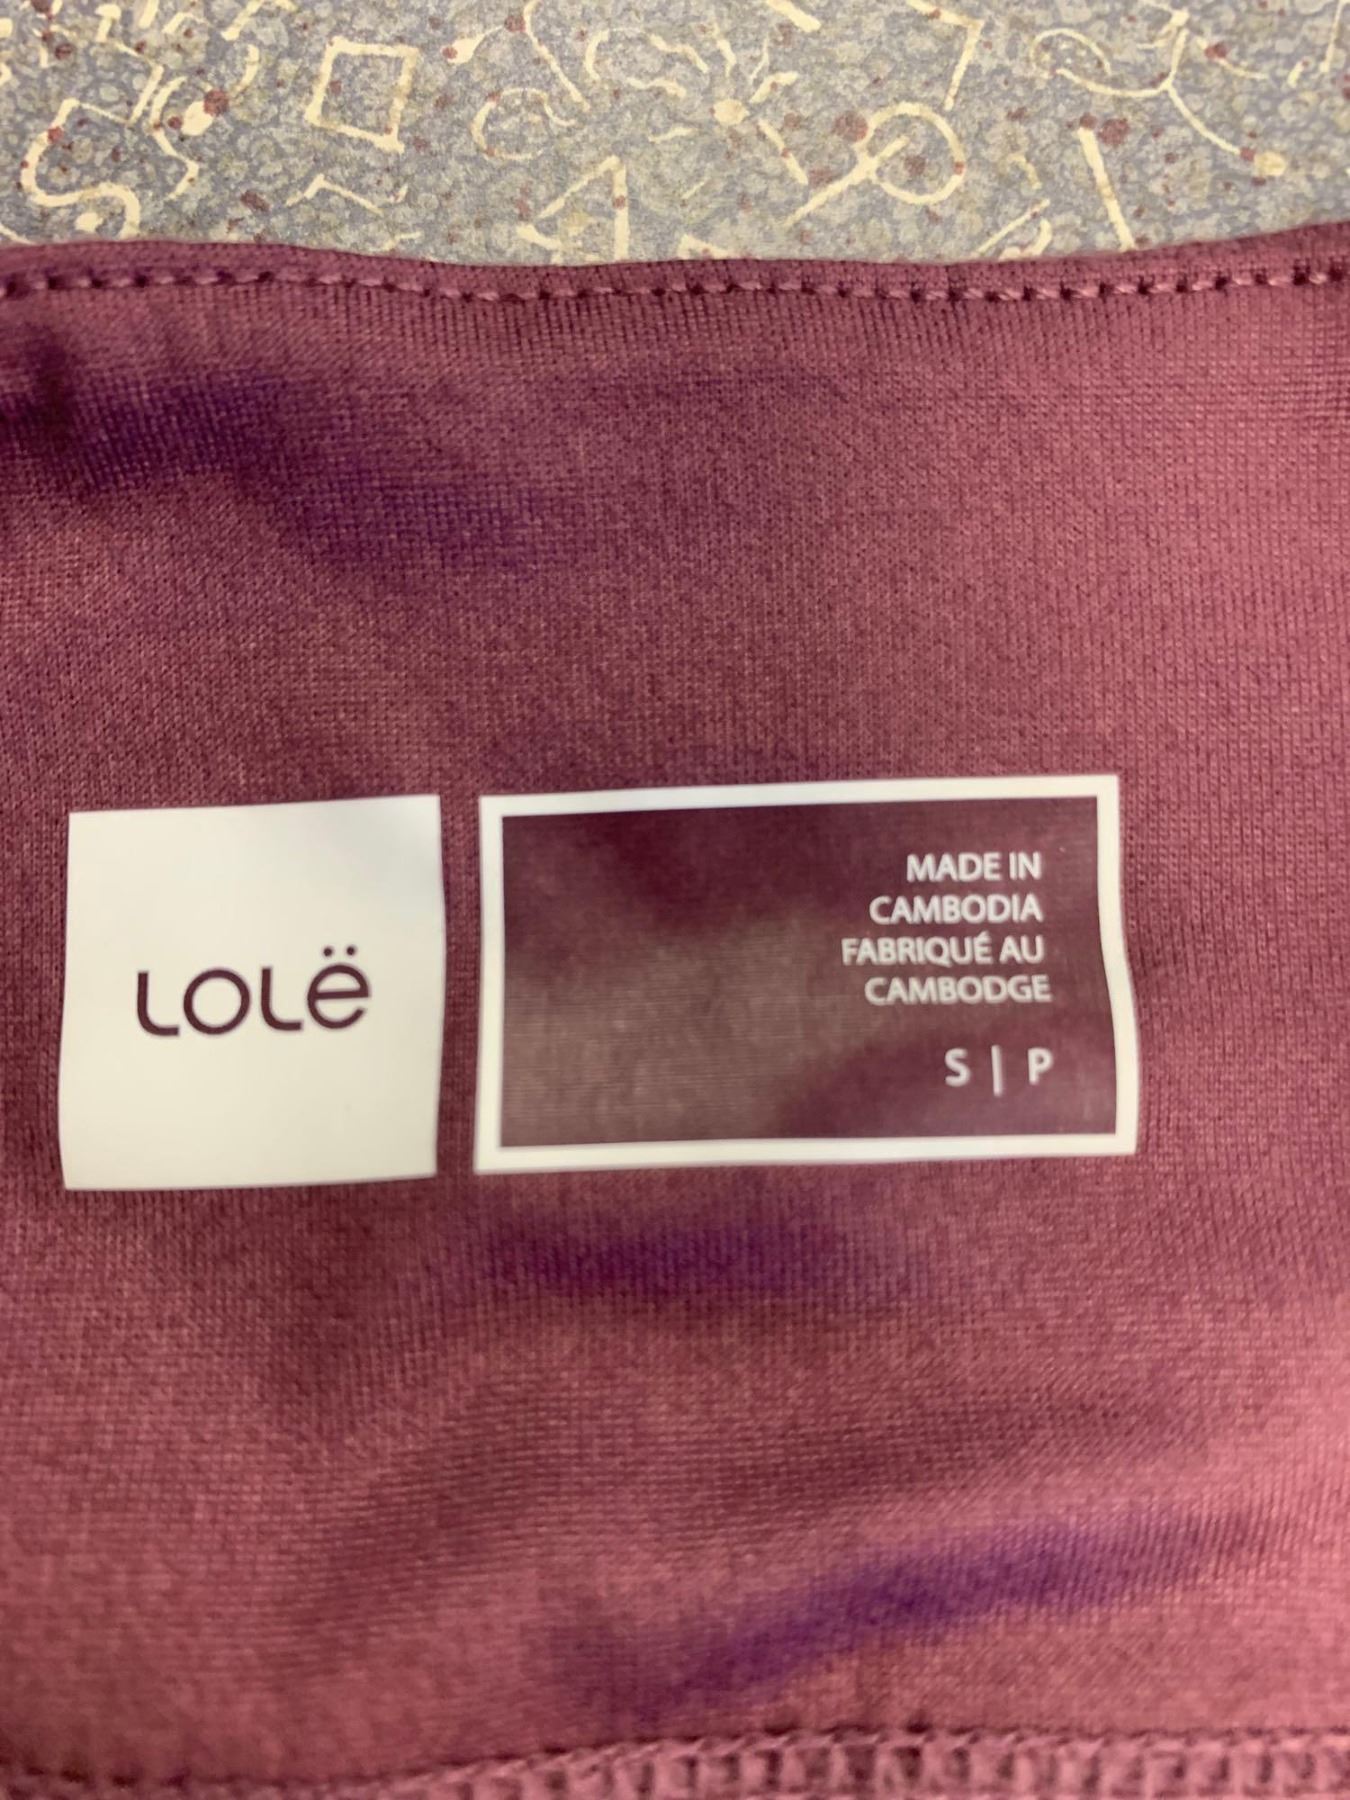 LOLË
MADE IN
CAMBODIA
FABRIQUÉ AU
CAMBODGE
S | P